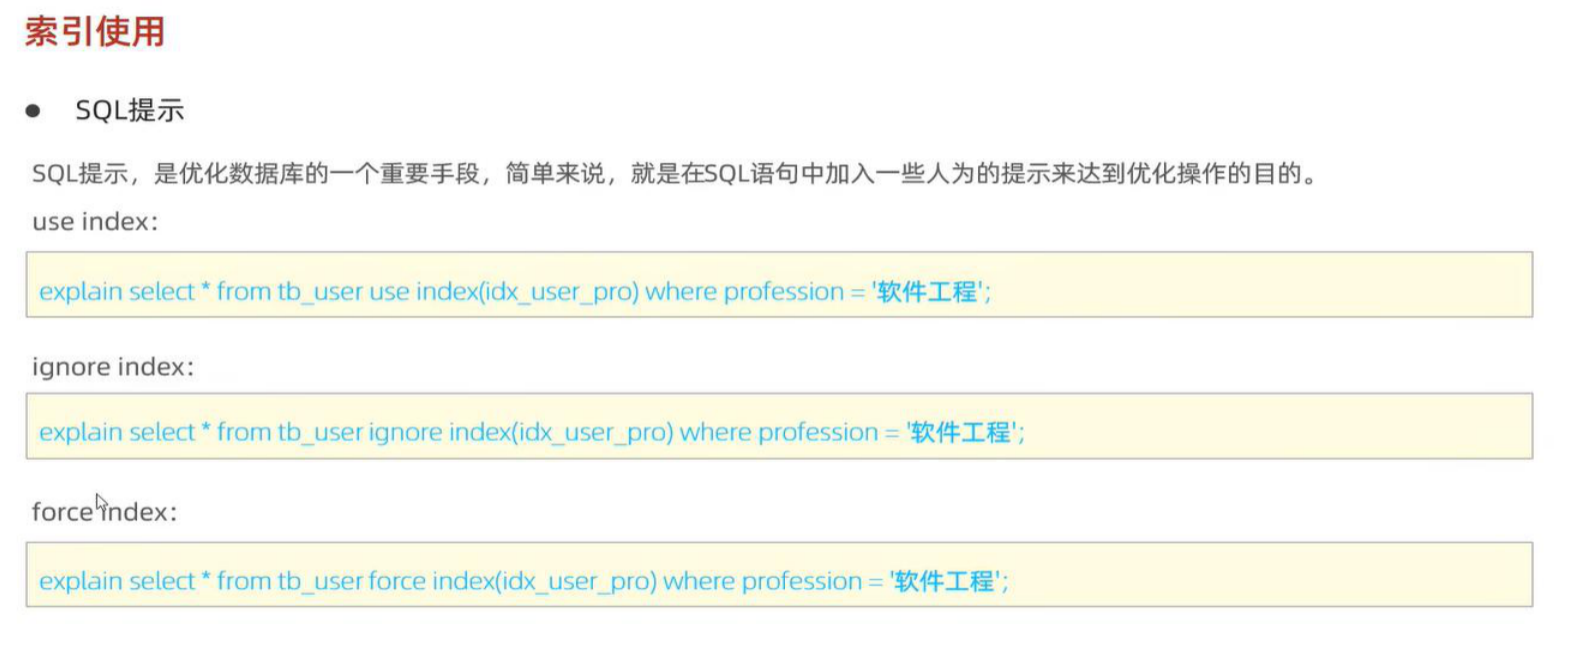 索引使用
● SQL提示
SQL提示，是优化数据库的一个重要手段，简单来说，就是在SQL语句中加入一些人为的提示来达到优化操作的目的。
use index：
explain select * from tb_user use index(idx_user_pro) where profession = '软件工程';
ignore index：
explain select * from tb_user ignore index(idx_user_pro) where profession = '软件工程';
force index：
explain select * from tb_user force index(idx_user_pro) where profession = '软件工程';